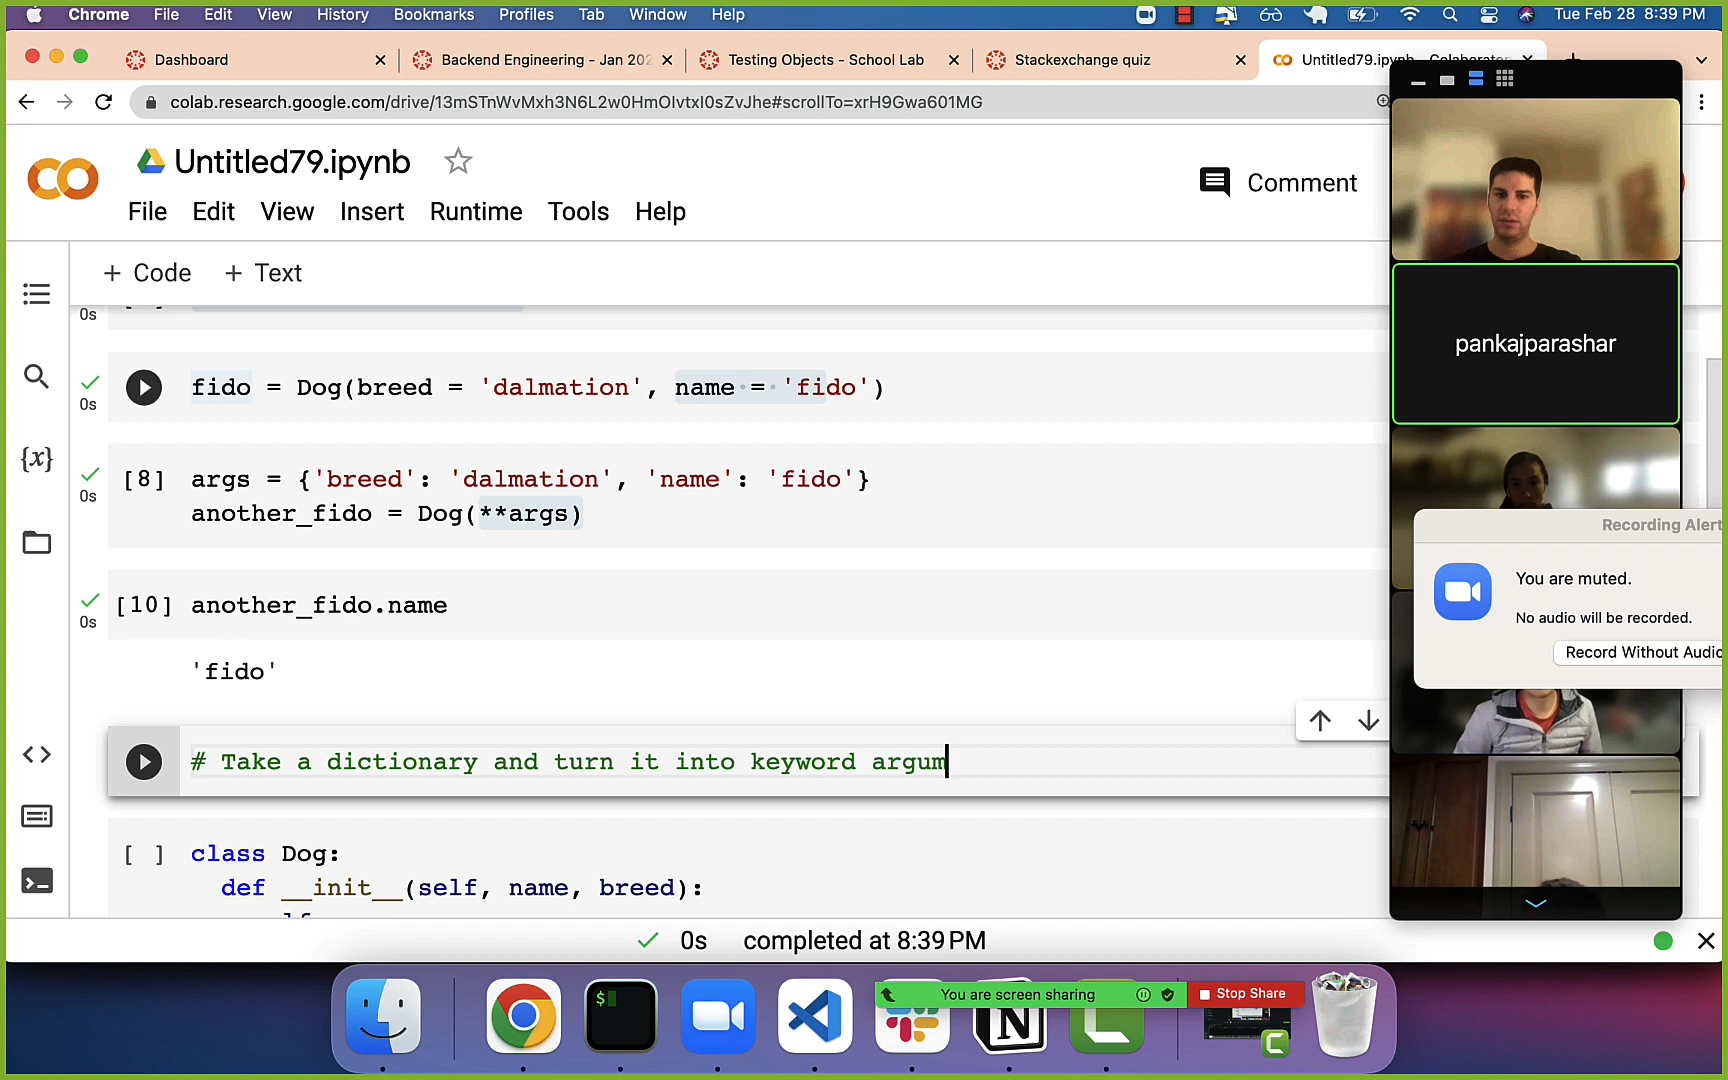 Chrome File Edit View History Bookmarks Profiles Tab Window Help Tue Feb 28 8:39 PM
Dashboard Backend Engineering - Jan 202 Testing Objects - School Lab Stackexchange quiz Untitled79.ipynb - Colaborator
colab.research.google.com/drive/13mSTnWvMxh3N6L2w0HmOIvtxI0sZvJhe#scrollTo=xrH9Gwa601MG
Untitled79.ipynb
Comment
File Edit View Insert Runtime Tools Help
+ Code + Text
0s
fido = Dog(breed = 'dalmation', name = 'fido')
0s
[8] args = {'breed': 'dalmation', 'name': 'fido'}
0s
another_fido = Dog(**args)
[10] another_fido.name
0s
'fido'
# Take a dictionary and turn it into keyword argum
[ ] class Dog:
def __init__(self, name, breed):
pankajparashar
Recording Alert
You are muted.
No audio will be recorded.
Record Without Audio
0s completed at 8:39 PM
You are screen sharing Stop Share